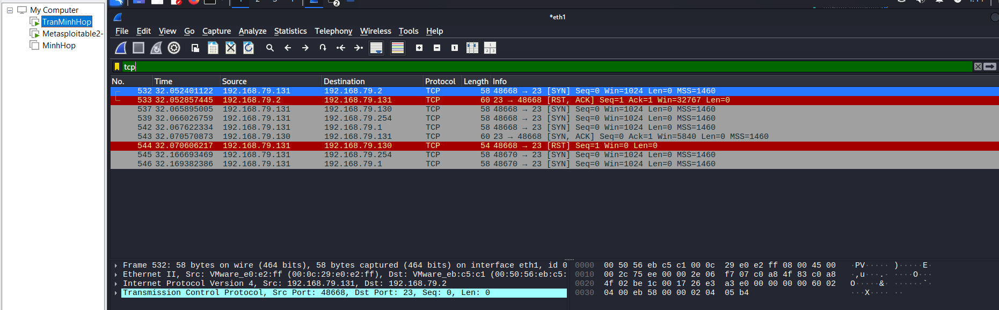 My Computer
TranMinhHop
Metasploitable2-
MinhHop
2
*eth1
File Edit View Go Capture Analyze Statistics Telephony Wireless Tools Help
tcp
No. Time Source Destination Protocol Length Info
532 32.052401122 192.168.79.131 192.168.79.2 TCP 58 48668 → 23 [SYN] Seq=0 Win=1024 Len=0 MSS=1460
533 32.052857445 192.168.79.2 192.168.79.131 TCP 60 23 → 48668 [RST, ACK] Seq=1 Ack=1 Win=32767 Len=0
537 32.065895005 192.168.79.131 192.168.79.130 TCP 58 48668 → 23 [SYN] Seq=0 Win=1024 Len=0 MSS=1460
539 32.066026759 192.168.79.131 192.168.79.254 TCP 58 48668 → 23 [SYN] Seq=0 Win=1024 Len=0 MSS=1460
542 32.067622334 192.168.79.131 192.168.79.1 TCP 58 48668 → 23 [SYN] Seq=0 Win=1024 Len=0 MSS=1460
543 32.070570873 192.168.79.130 192.168.79.131 TCP 60 23 → 48668 [SYN, ACK] Seq=0 Ack=1 Win=5840 Len=0 MSS=1460
544 32.070606217 192.168.79.131 192.168.79.130 TCP 54 48668 → 23 [RST] Seq=1 Win=0 Len=0
545 32.166693469 192.168.79.131 192.168.79.254 TCP 58 48670 → 23 [SYN] Seq=0 Win=1024 Len=0 MSS=1460
546 32.169382386 192.168.79.131 192.168.79.1 TCP 58 48670 → 23 [SYN] Seq=0 Win=1024 Len=0 MSS=1460
Frame 532: 58 bytes on wire (464 bits), 58 bytes captured (464 bits) on interface eth1, id 0
Ethernet II, Src: VMware_e0:e2:ff (00:0c:29:e0:e2:ff), Dst: VMware_eb:c5:c1 (00:50:56:eb:c5:
Internet Protocol Version 4, Src: 192.168.79.131, Dst: 192.168.79.2
Transmission Control Protocol, Src Port: 48668, Dst Port: 23, Seq: 0, Len: 0
0000 00 50 56 eb c5 c1 00 0c 29 e0 e2 ff 08 00 45 00 ·PV····· )·····E·
0010 00 2c 75 ee 00 00 2e 06 f7 07 c0 a8 4f 83 c0 a8 ·,u···.· ····O···
0020 4f 02 be 1c 00 17 26 e3 a3 e0 00 00 00 00 60 02 O·····&· ······`·
0030 04 00 eb 58 00 00 02 04 05 b4 ···X···· ··